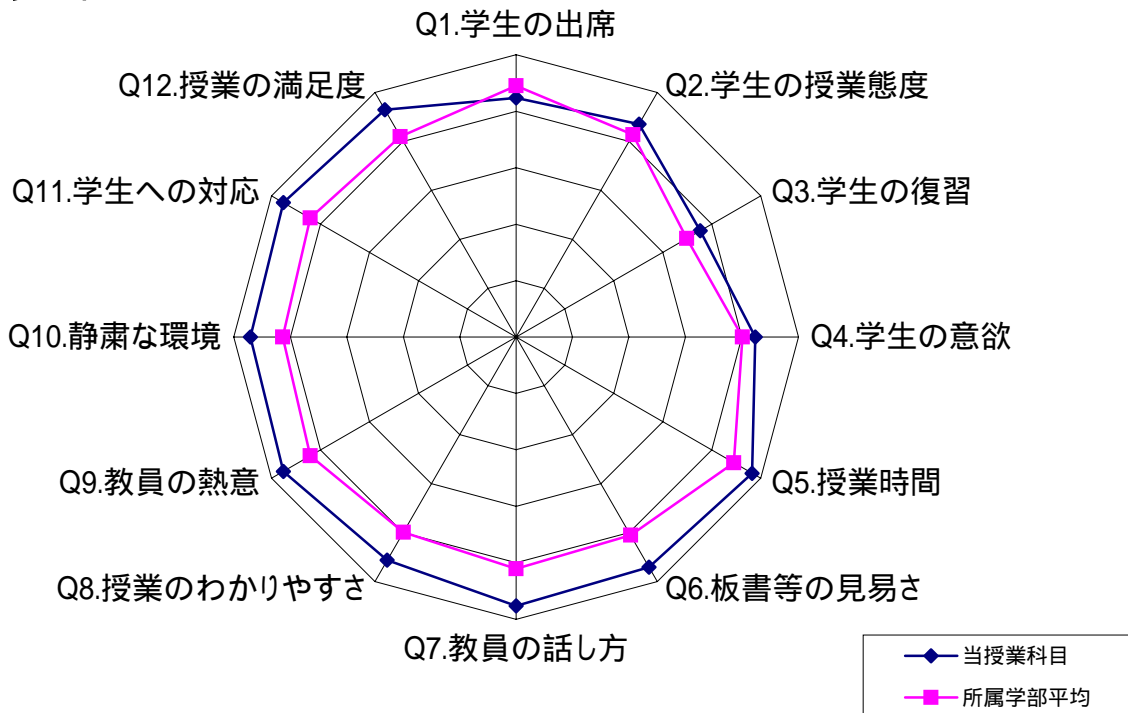 Q1.学生の出席
Q2.学生の授業態度
Q3.学生の復習
Q4.学生の意欲
Q5.授業時間
Q6.板書等の見易さ
Q7.教員の話し方
Q8.授業のわかりやすさ
Q9.教員の熱意
Q10.静粛な環境
Q11.学生への対応
Q12.授業の満足度
当授業科目
所属学部平均